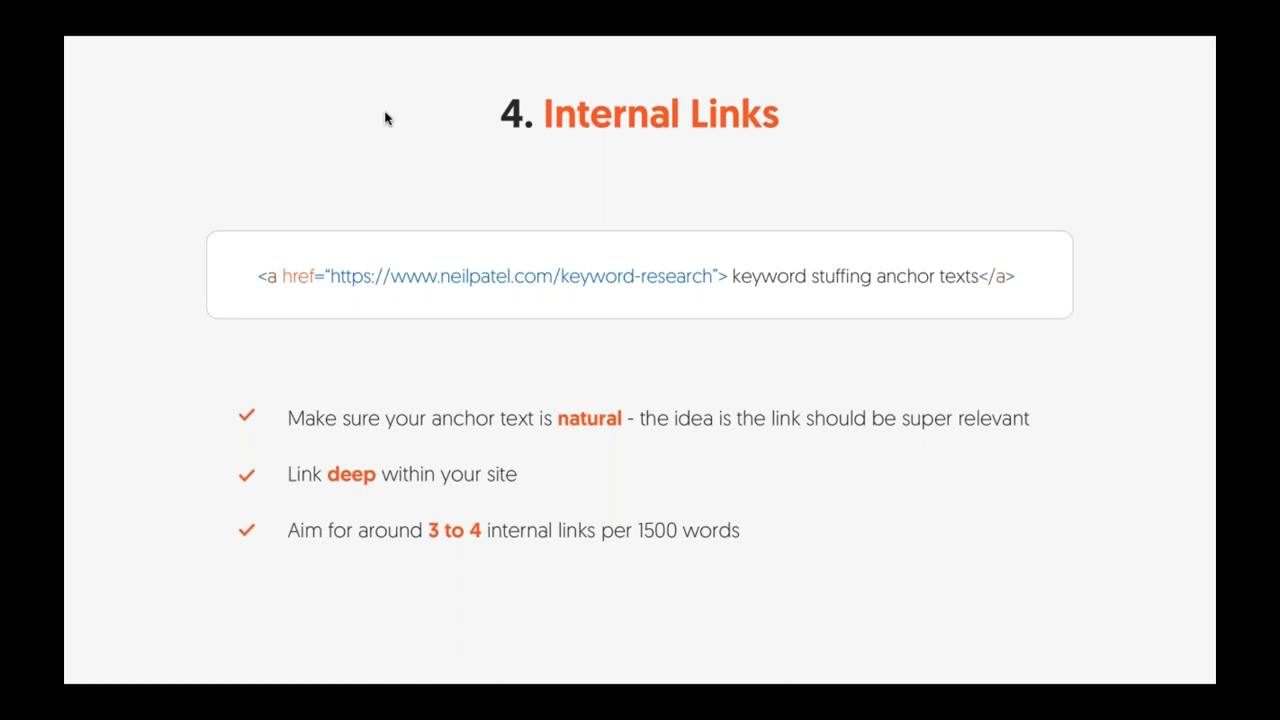 4. Internal Links
<a href=“https://www.neilpatel.com/keyword-research”> keyword stuffing anchor texts</a>
Make sure your anchor text is natural - the idea is the link should be super relevant
Link deep within your site
Aim for around 3 to 4 internal links per 1500 words